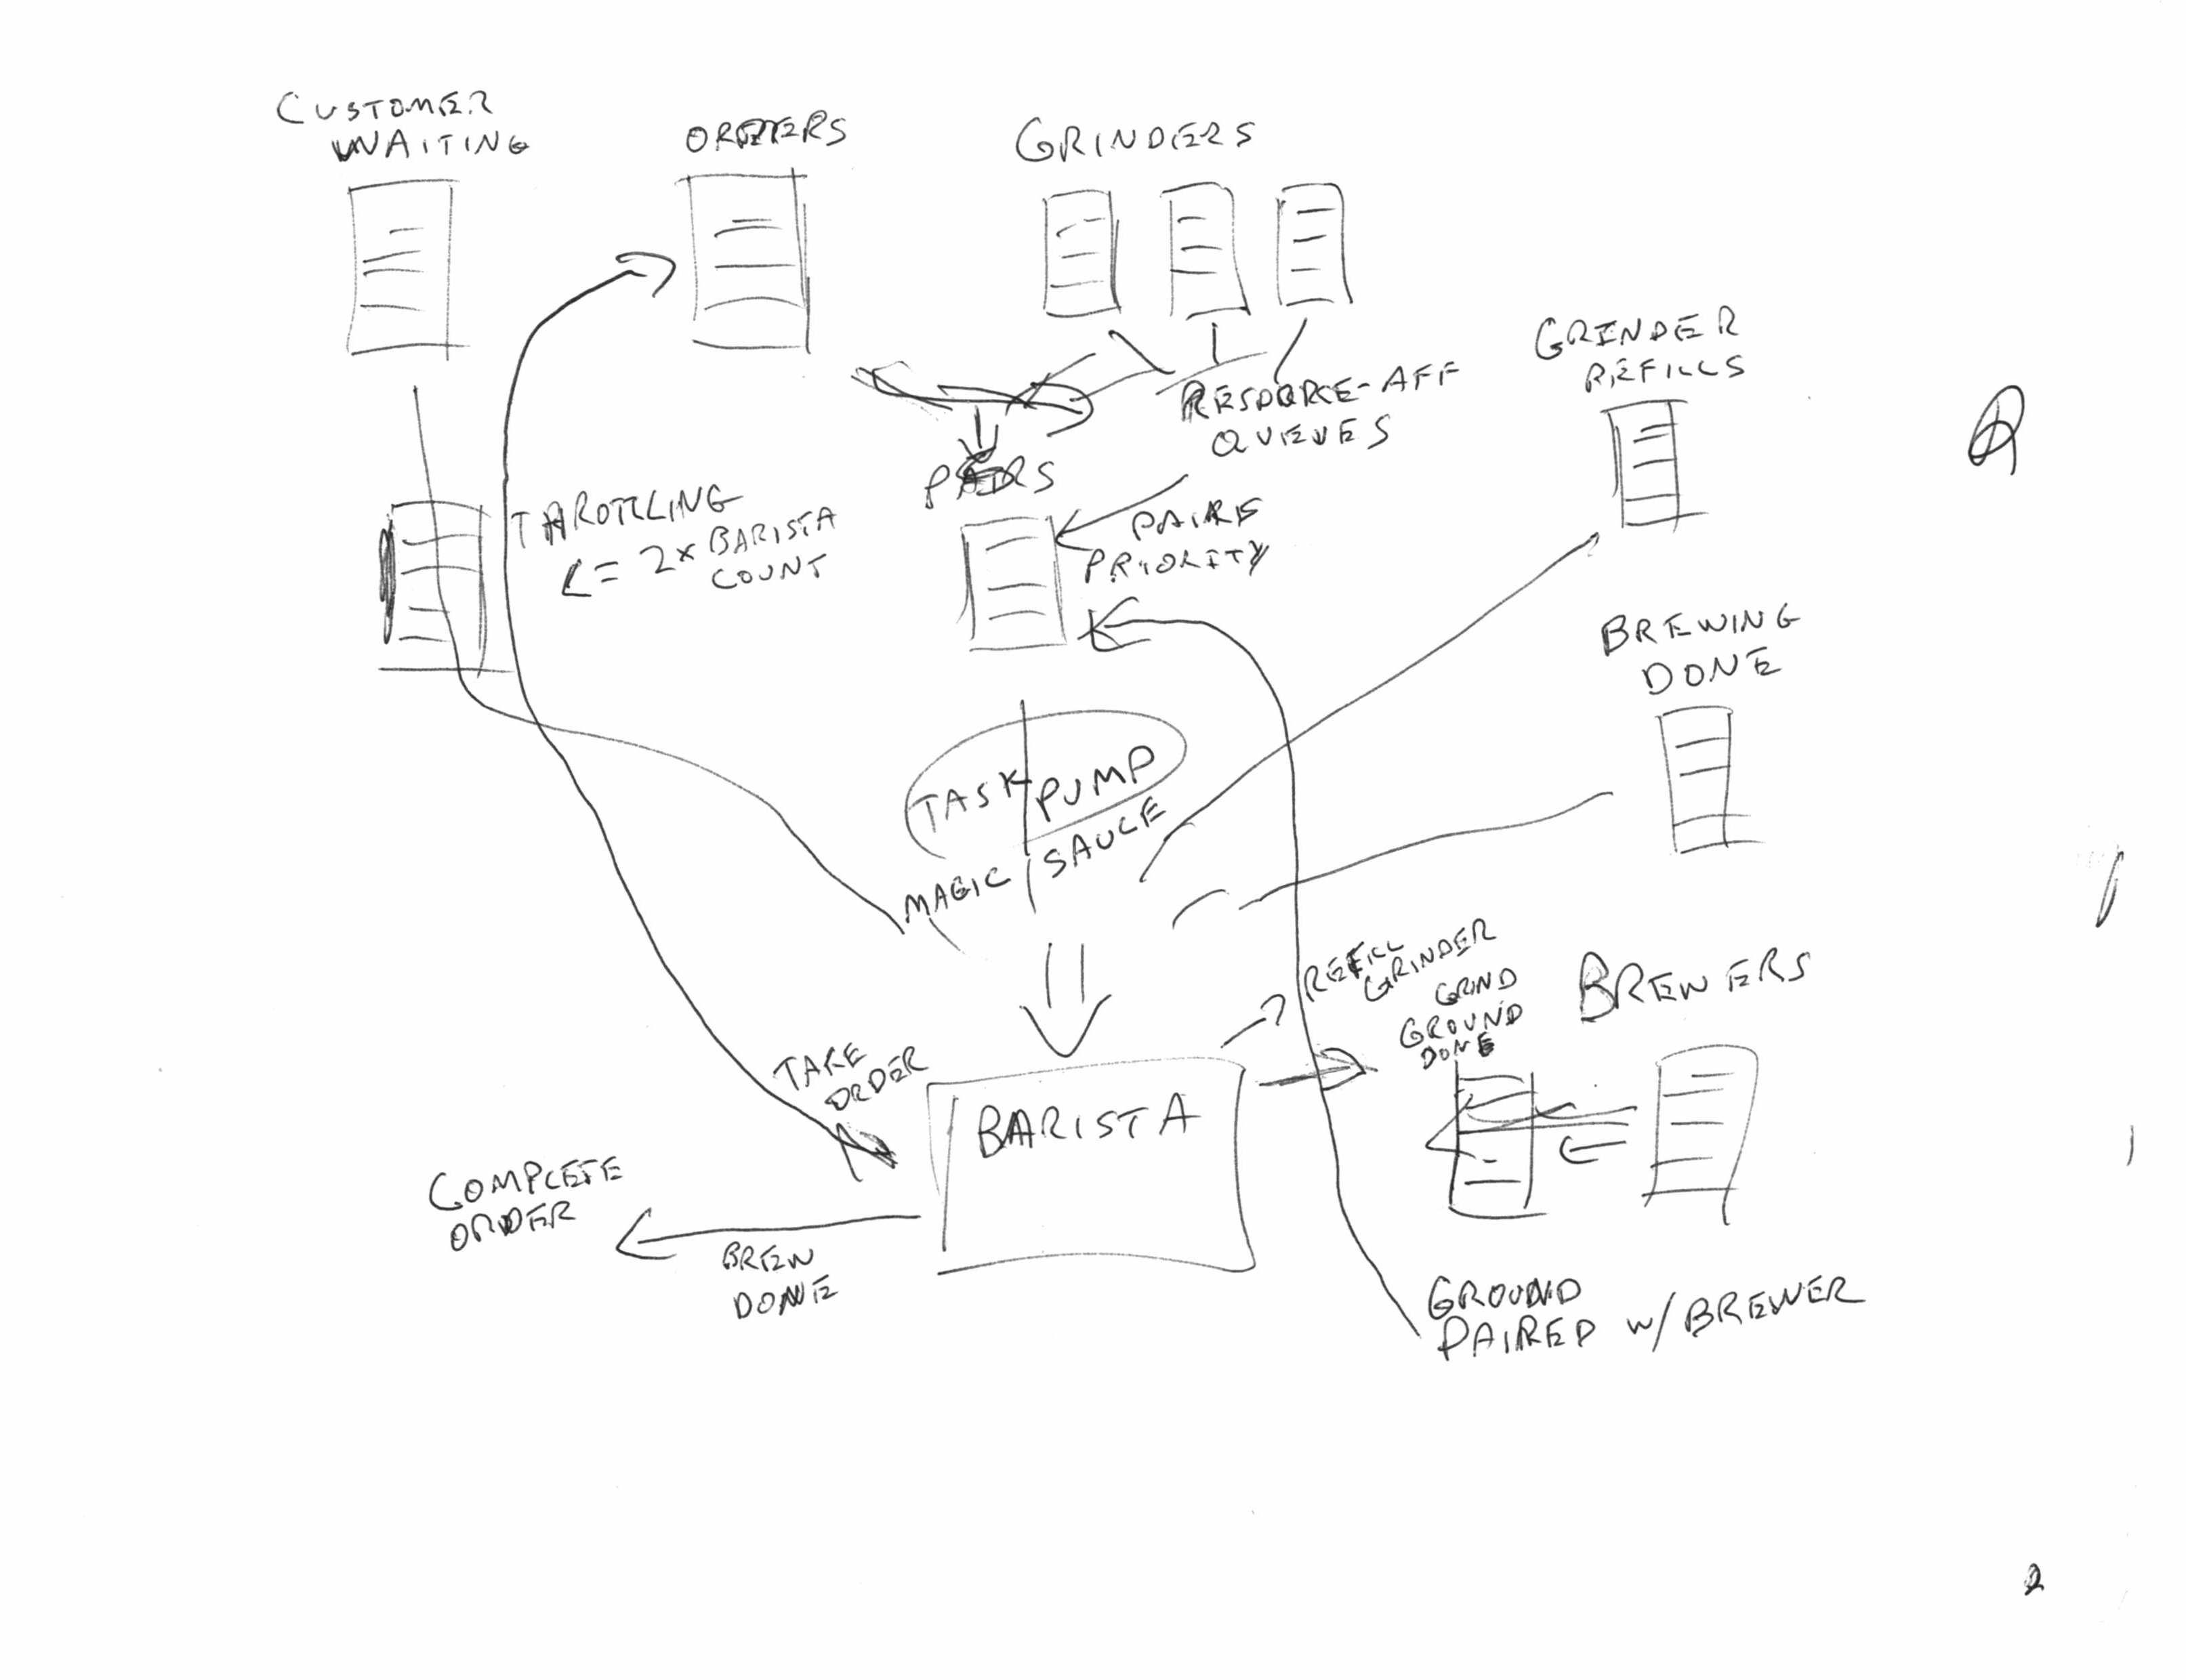 CUSTOMER
WAITING
ORDERS
GRINDERS
RESOURCE-AFF
QUEUES
GRINDER
REFILLS
PAIRS
THROTTLING
<= 2x BARISTA
COUNT
PAIRS
PRIORITY
BREWING
DONE
TASK PUMP
MAGIC SAUCE
REFILL
GRINDER
GRIND
GROUND
DONE
BREWERS
TAKE
ORDER
BARISTA
COMPLETE
ORDER
BREW
DONE
GROUND
PAIRED w/ BREWER
2